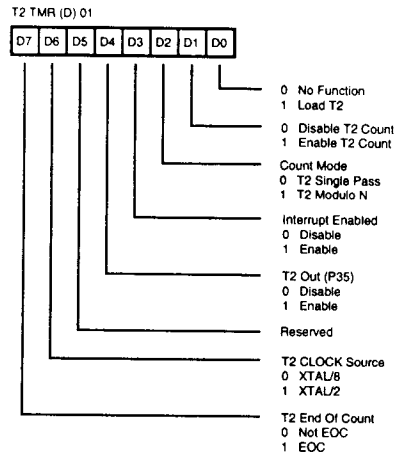 T2 TMR (D) 01
D7 D6 D5 D4 D3 D2 D1 D0
0 No Function
1 Load T2
0 Disable T2 Count
1 Enable T2 Count
Count Mode
0 T2 Single Pass
1 T2 Modulo N
Interrupt Enabled
0 Disable
1 Enable
T2 Out (P35)
0 Disable
1 Enable
Reserved
T2 CLOCK Source
0 XTAL/8
1 XTAL/2
T2 End Of Count
0 Not EOC
1 EOC